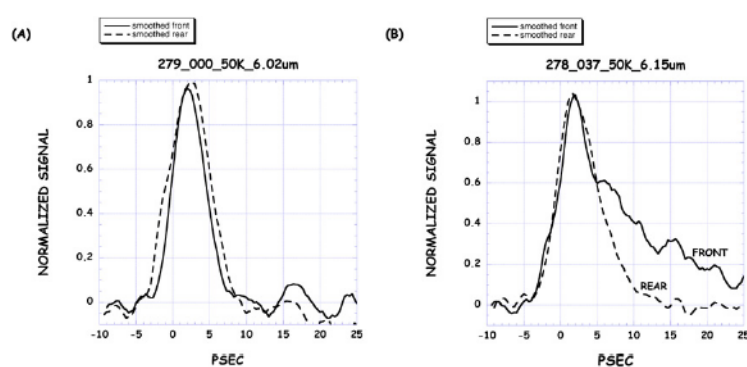 (A)
smoothed front
smoothed rear
279_000_50K_6.02um
NORMALIZED SIGNAL
1
0.8
0.6
0.4
0.2
0
-10
-5
0
5
10
15
20
25
PSEC
(B)
smoothed front
smoothed rear
278_037_50K_6.15um
NORMALIZED SIGNAL
1
0.8
0.6
0.4
0.2
0
FRONT
REAR
-10
-5
0
5
10
15
20
25
PSEC